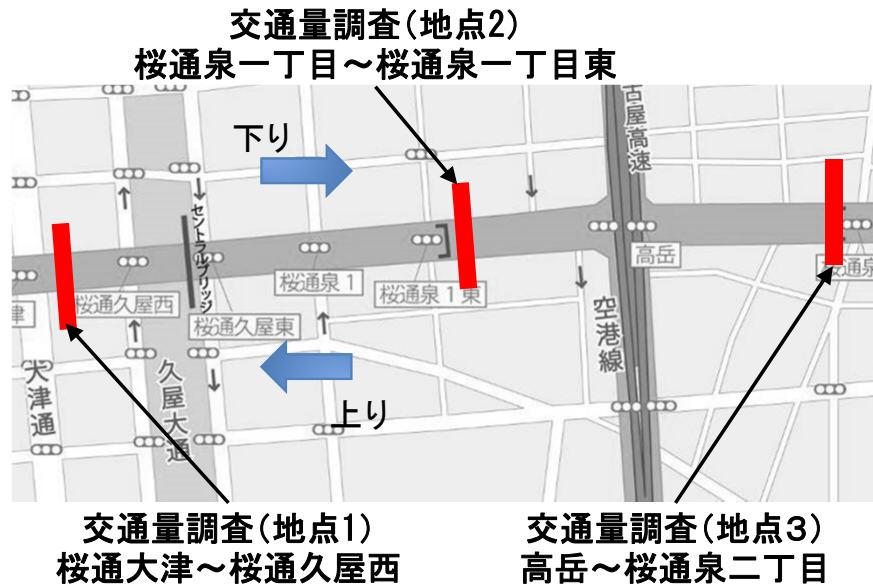 交通量調査(地点2)
桜通泉一丁目～桜通泉一丁目東
古屋高速
下り
セントラルブリッジ
桜通泉1
高岳
桜通泉
桜通久屋西
桜通泉1東
津
桜通久屋東
空港線
大津通
久屋大通
上り
交通量調査(地点1)
桜通大津～桜通久屋西
交通量調査(地点3)
高岳～桜通泉二丁目